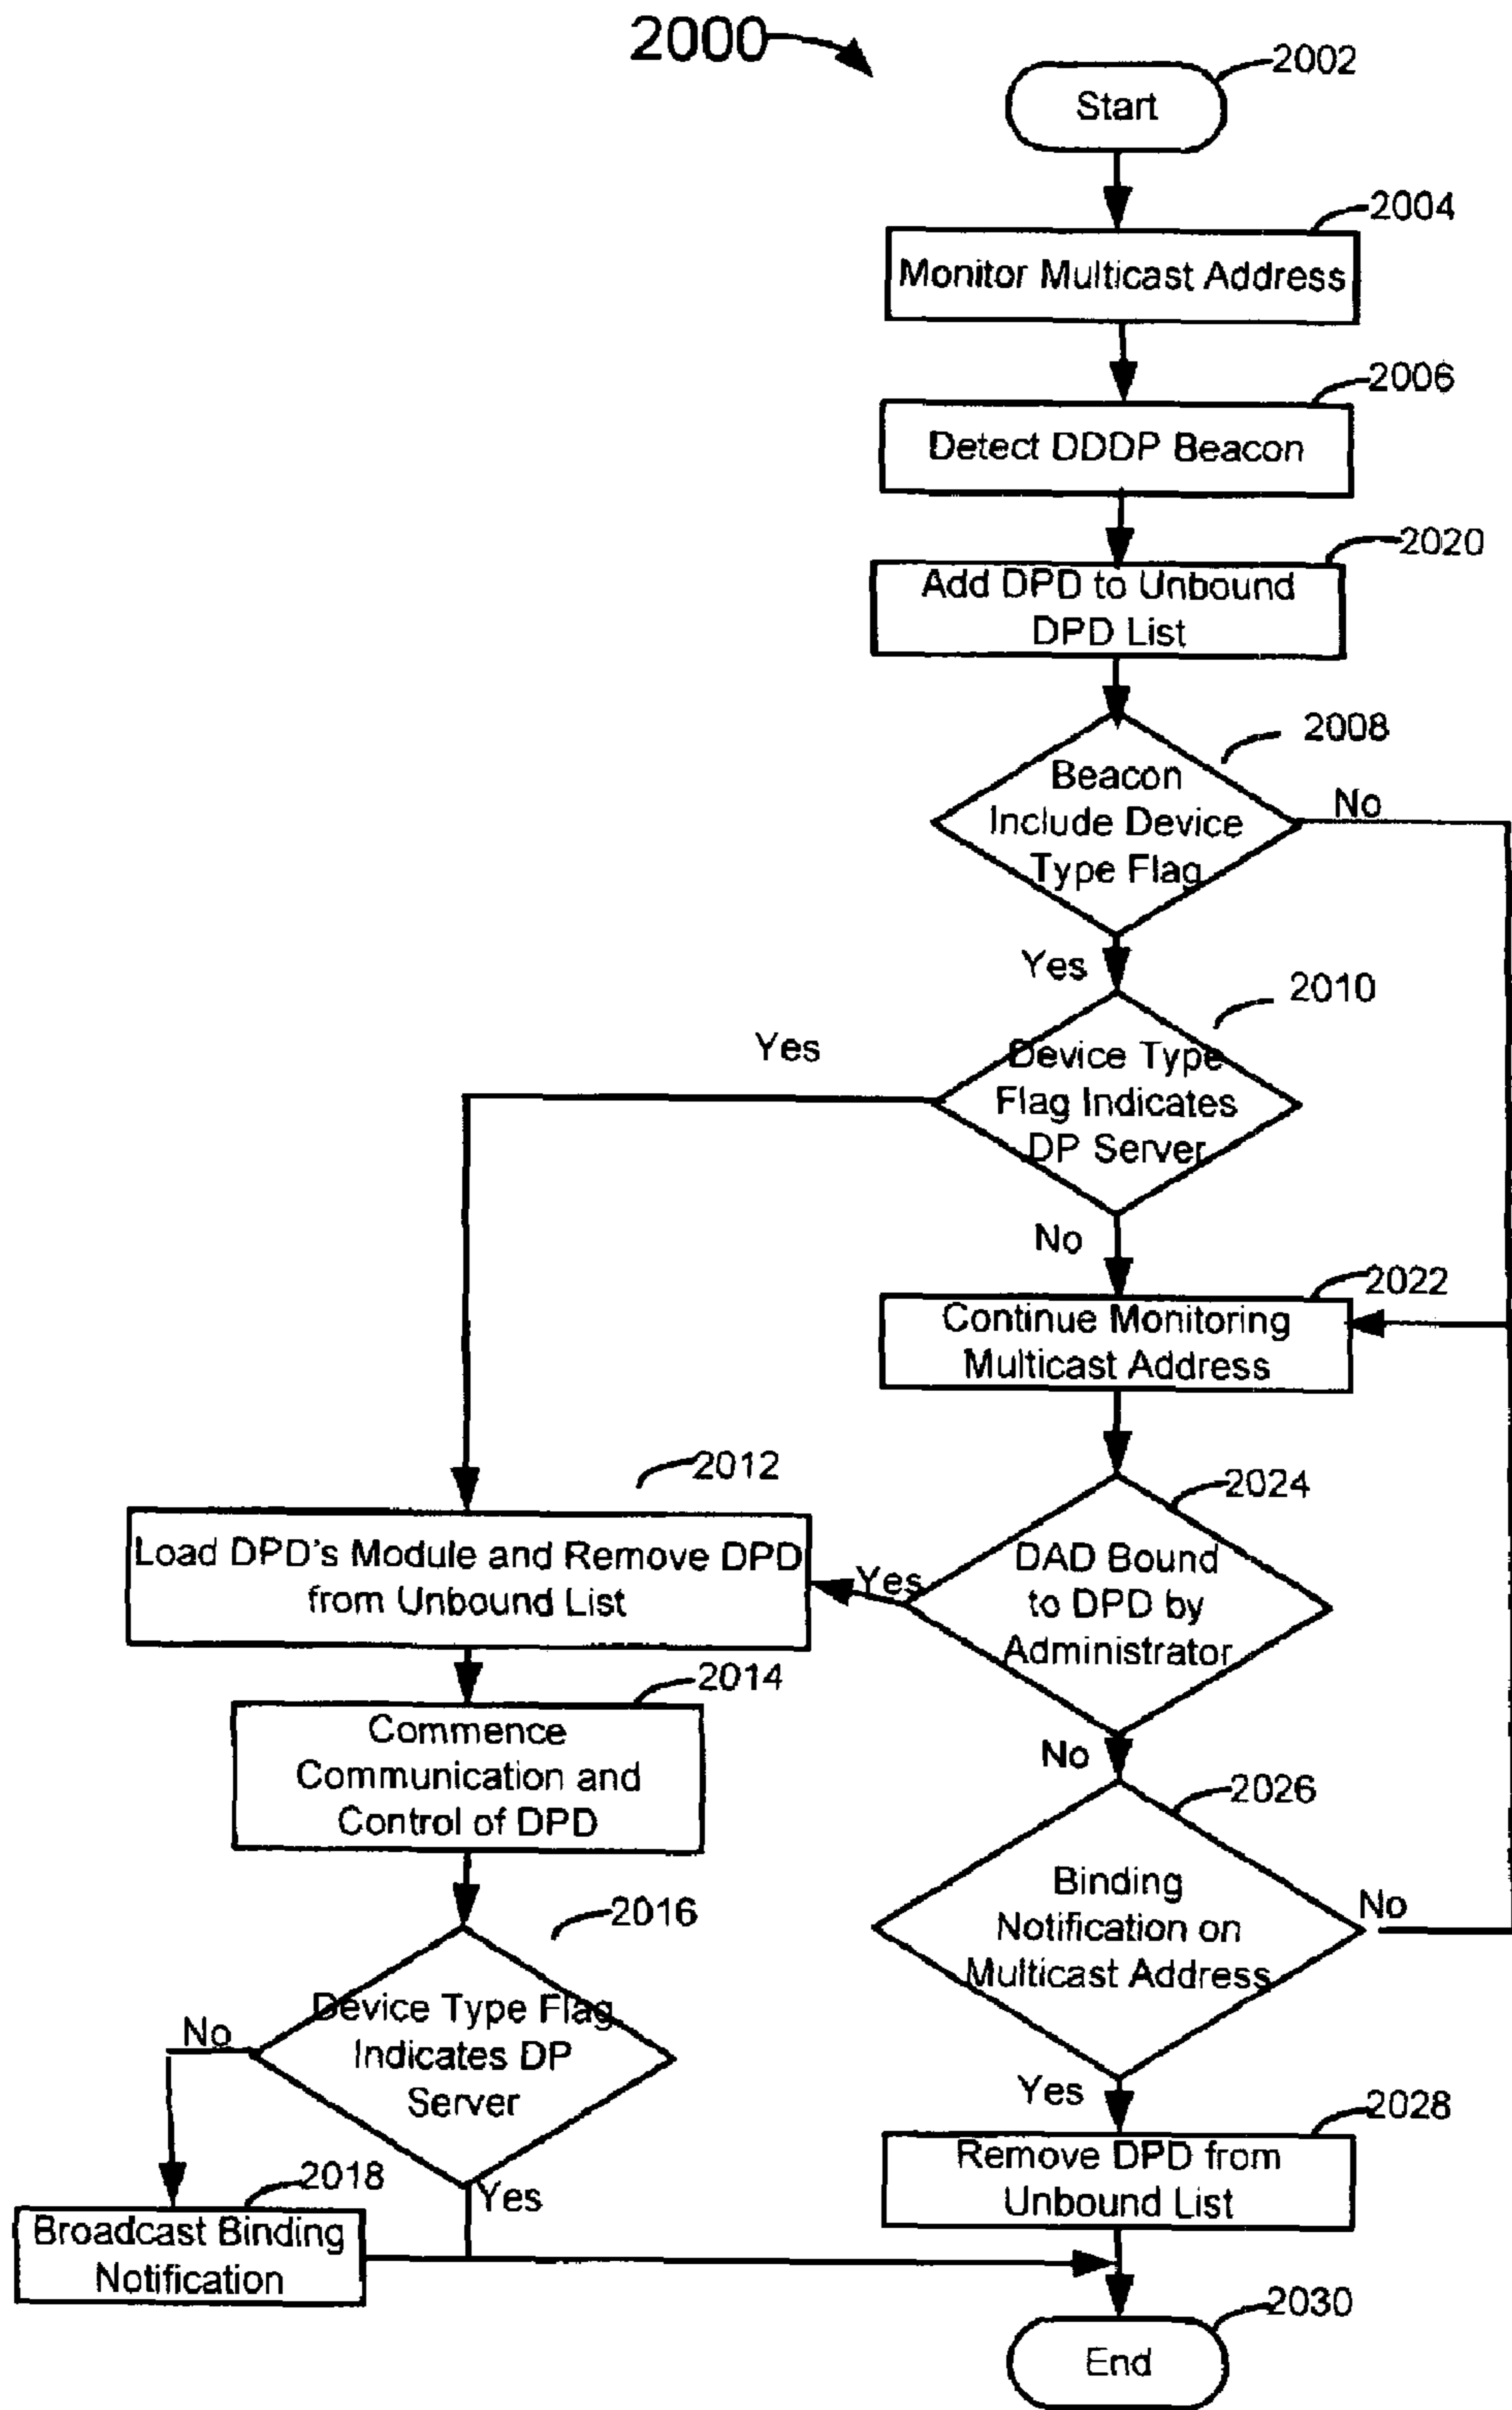 2000
2002
Start
2004
Monitor Multicast Address
2006
Detect DDDP Beacon
2020
Add DPD to Unbound
DPD List
2008
Beacon
Include Device
Type Flag
No
Yes
2010
Yes
Device Type
Flag Indicates
DP Server
No
2022
Continue Monitoring
Multicast Address
2012
2024
Load DPD's Module and Remove DPD
from Unbound List
Yes
DAD Bound
to DPD by
Administrator
2014
No
Commence
Communication and
Control of DPD
2026
Binding
Notification on
Multicast Address
No
2016
Device Type Flag
Indicates DP
Server
No
Yes
2028
Remove DPD from
Unbound List
2018
Yes
Broadcast Binding
Notification
2030
End